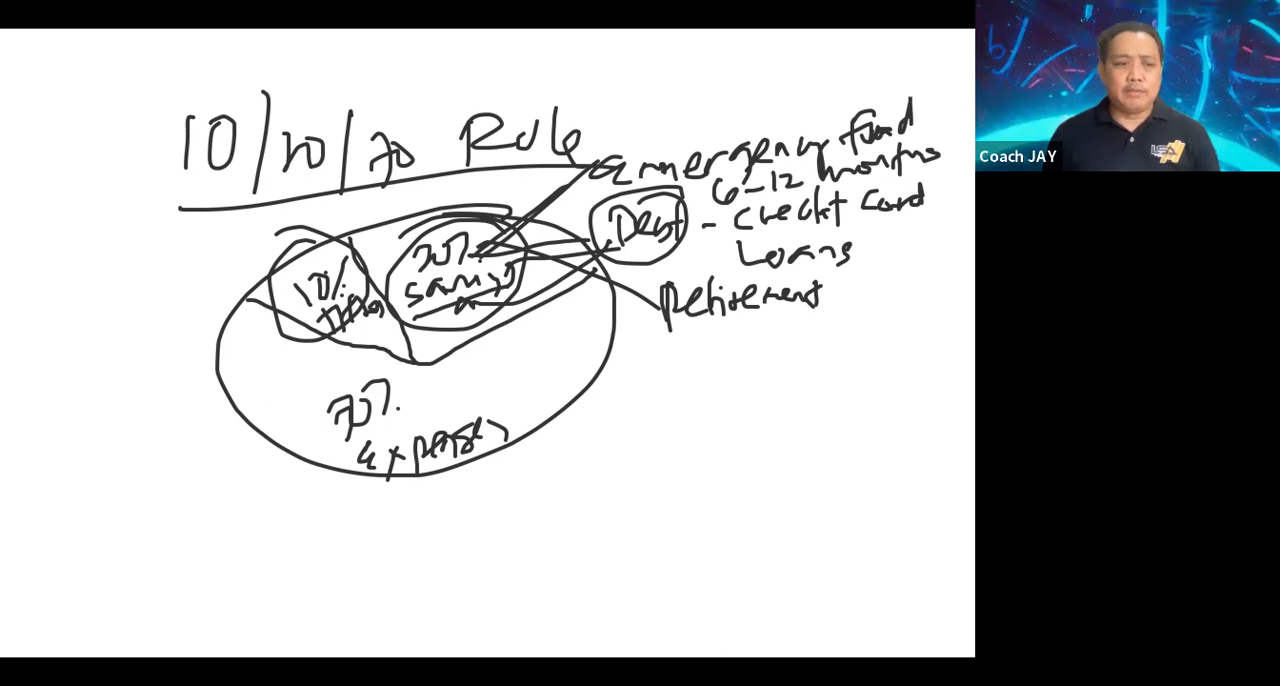 10/20/70 Rule
emergency fund
6-12 months
Debt - Credit Card
Loans
Retirement
10%
20%
Saving
70%
expenses
Coach JAY